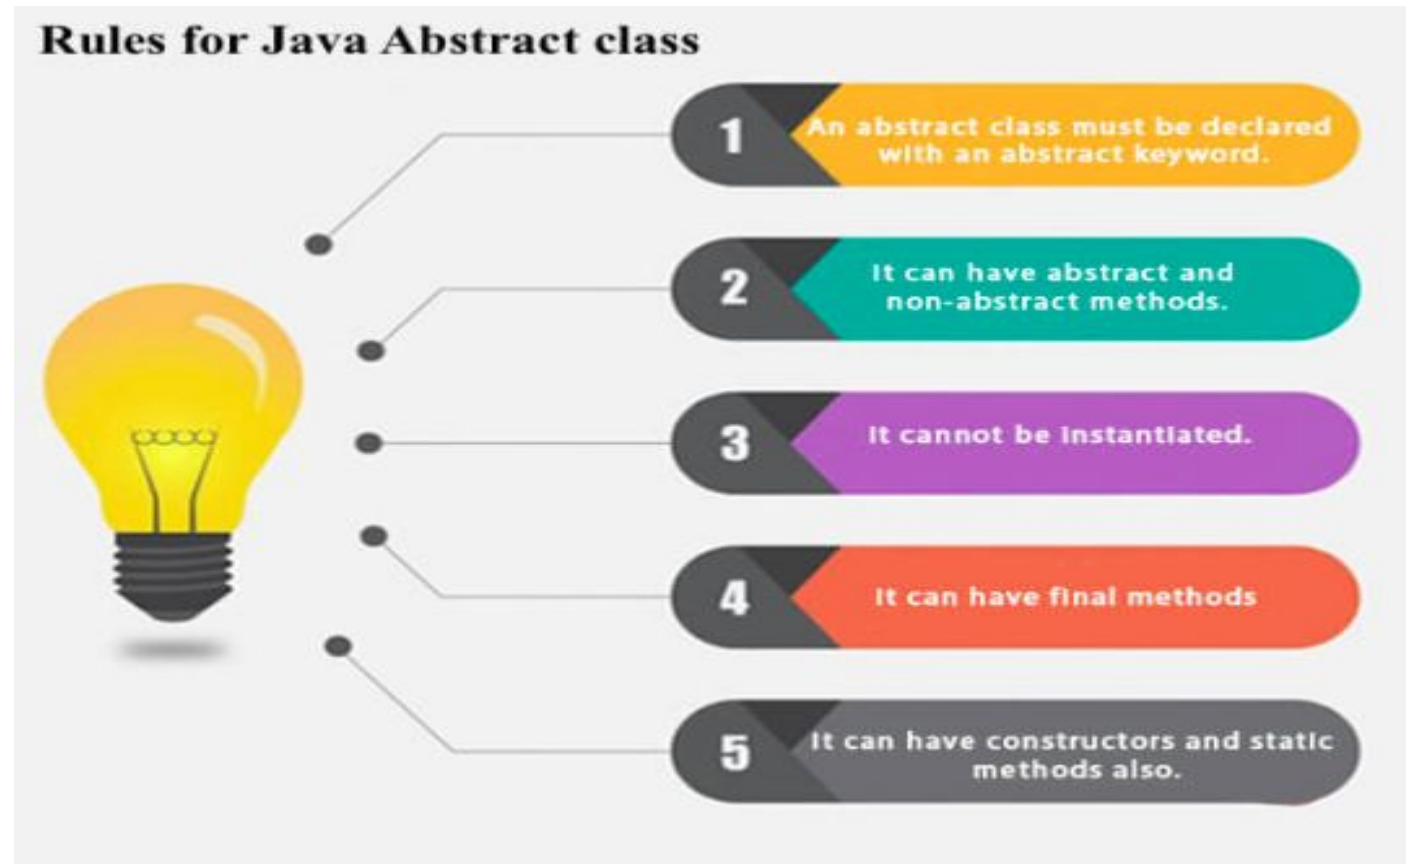 Rules for Java Abstract class
1
An abstract class must be declared
with an abstract keyword.
2
It can have abstract and
non-abstract methods.
3
It cannot be instantiated.
4
It can have final methods
5
It can have constructors and static
methods also.